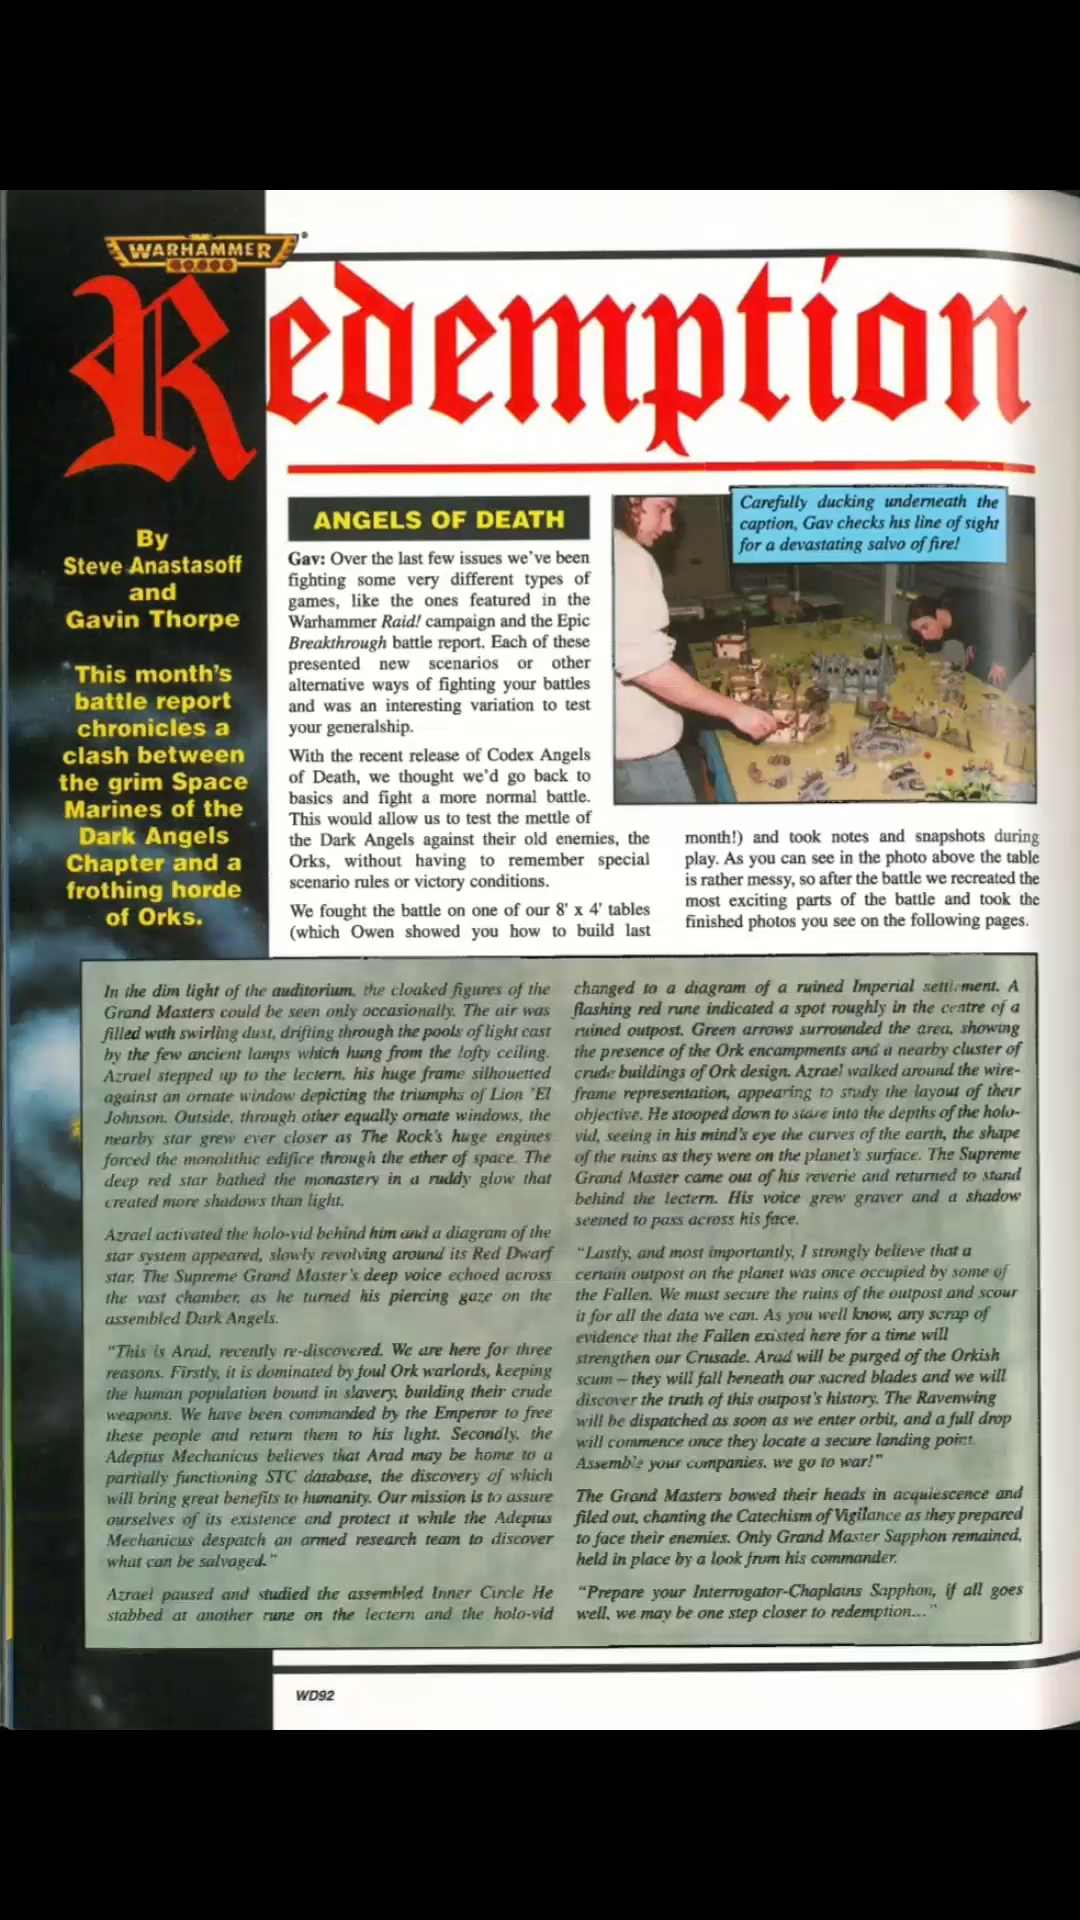 WARHAMMER
40,000
Redemption
By
Steve Anastasoff
and
Gavin Thorpe
This month's
battle report
chronicles a
clash between
the grim Space
Marines of the
Dark Angels
Chapter and a
frothing horde
of Orks.
ANGELS OF DEATH
Gav: Over the last few issues we've been
fighting some very different types of
games, like the ones featured in the
Warhammer Raid! campaign and the Epic
Breakthrough battle report. Each of these
presented new scenarios or other
alternative ways of fighting your battles
and was an interesting variation to test
your generalship.
With the recent release of Codex Angels
of Death, we thought we'd go back to
basics and fight a more normal battle.
This would allow us to test the mettle of
the Dark Angels against their old enemies, the
Orks, without having to remember special
scenario rules or victory conditions.
We fought the battle on one of our 8' x 4' tables
(which Owen showed you how to build last
Carefully ducking underneath the
caption, Gav checks his line of sight
for a devastating salvo of fire!
month!) and took notes and snapshots during
play. As you can see in the photo above the table
is rather messy, so after the battle we recreated the
most exciting parts of the battle and took the
finished photos you see on the following pages.
In the dim light of the auditorium, the cloaked figures of the
Grand Masters could be seen only occasionally. The air was
filled with swirling dust, drifting through the pools of light cast
by the few ancient lamps which hung from the lofty ceiling.
Azrael stepped up to the lectern, his huge frame silhouetted
against an ornate window depicting the triumphs of Lion 'El
Johnson. Outside, through other equally ornate windows, the
nearby star grew ever closer as The Rock's huge engines
forced the monolithic edifice through the ether of space. The
deep red star bathed the monastery in a ruddy glow that
created more shadows than light.
Azrael activated the holo-vid behind him and a diagram of the
star system appeared, slowly revolving around its Red Dwarf
star. The Supreme Grand Master's deep voice echoed across
the vast chamber, as he turned his piercing gaze on the
assembled Dark Angels.
"This is Arad, recently re-discovered. We are here for three
reasons. Firstly, it is dominated by foul Ork warlords, keeping
the human population bound in slavery, building their crude
weapons. We have been commanded by the Emperor to free
these people and return them to his light. Secondly, the
Adeptus Mechanicus believes that Arad may be home to a
partially functioning STC database, the discovery of which
will bring great benefits to humanity. Our mission is to assure
ourselves of its existence and protect it while the Adeptus
Mechanicus despatch an armed research team to discover
what can be salvaged."
Azrael paused and studied the assembled Inner Circle He
stabbed at another rune on the lectern and the holo-vid
changed to a diagram of a ruined Imperial settlement. A
flashing red rune indicated a spot roughly in the centre of a
ruined outpost. Green arrows surrounded the area, showing
the presence of the Ork encampments and a nearby cluster of
crude buildings of Ork design. Azrael walked around the wire-
frame representation, appearing to study the layout of their
objective. He stooped down to stare into the depths of the holo-
vid, seeing in his mind's eye the curves of the earth, the shape
of the ruins as they were on the planet's surface. The Supreme
Grand Master came out of his reverie and returned to stand
behind the lectern. His voice grew graver and a shadow
seemed to pass across his face.
"Lastly, and most importantly, I strongly believe that a
certain outpost on the planet was once occupied by some of
the Fallen. We must secure the ruins of the outpost and scour
it for all the data we can. As you well know, any scrap of
evidence that the Fallen existed here for a time will
strengthen our Crusade. Arad will be purged of the Orkish
scum – they will fall beneath our sacred blades and we will
discover the truth of this outpost's history. The Ravenwing
will be dispatched as soon as we enter orbit, and a full drop
will commence once they locate a secure landing point.
Assemble your companies, we go to war!"
The Grand Masters bowed their heads in acquiescence and
filed out, chanting the Catechism of Vigilance as they prepared
to face their enemies. Only Grand Master Sapphon remained,
held in place by a look from his commander.
"Prepare your Interrogator-Chaplains Sapphon, if all goes
well, we may be one step closer to redemption..."
WD92